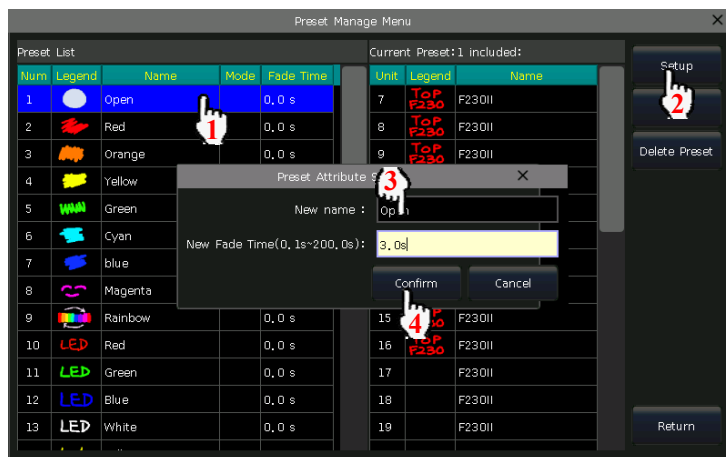 Preset Manage Menu
Preset List
Num Legend Name Mode Fade Time
1 Open 0.0 s
2 Red 0.0 s
3 Orange 0.0 s
4 Yellow
5 Green
6 Cyan
7 blue
8 Magenta
9 Rainbow 0.0 s
10 LED Red 0.0 s
11 LED Green 0.0 s
12 LED Blue 0.0 s
13 LED White 0.0 s
Current Preset:1 included:
Unit Legend Name
7 TOP F230 F230II
8 TOP F230 F230II
9 TOP F230 F230II
15 F230II
16 TOP F230 F230II
17 F230II
18 F230II
19 F230II
Setup
Delete Preset
Return
Preset Attribute
New name :
New Fade Time(0.1s~200.0s): 3.0s
Confirm Cancel
1
2
3
4